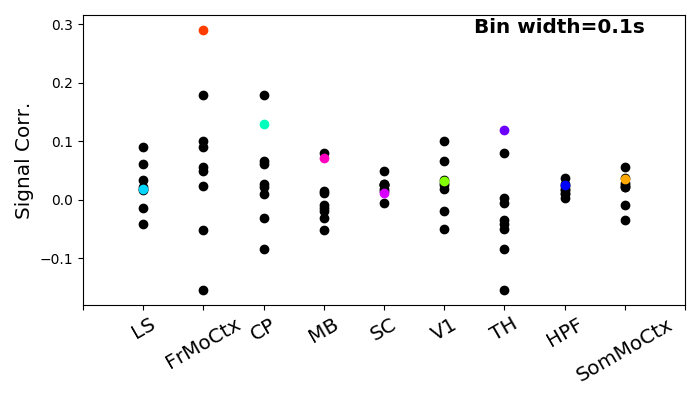 Bin width=0.1s
Signal Corr.
0.3
0.2
0.1
0.0
−0.1
LS
FrMoCtx
CP
MB
SC
V1
TH
HPF
SomMoCtx